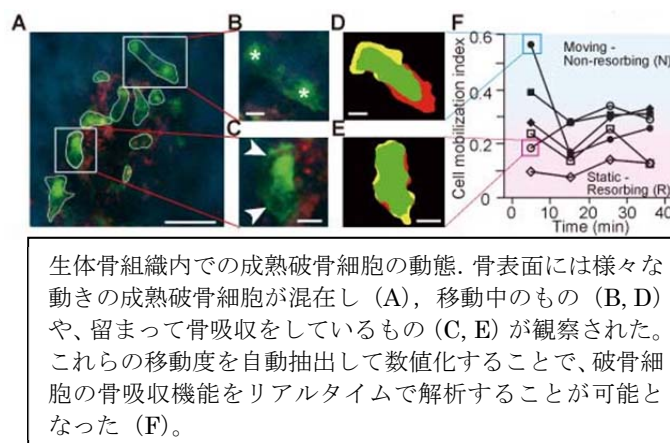 A
B
D
F
C
E
Cell mobilization index
0.6
0.4
0.2
0
Moving -
Non-resorbing (N)
Static -
Resorbing (R)
0 10 20 30 40
Time (min)
生体骨組織内での成熟破骨細胞の動態. 骨表面には様々な
動きの成熟破骨細胞が混在し (A), 移動中のもの (B, D)
や、留まって骨吸収をしているもの (C, E) が観察された。
これらの移動度を自動抽出して数値化することで、破骨細
胞の骨吸収機能をリアルタイムで解析することが可能と
なった (F)。